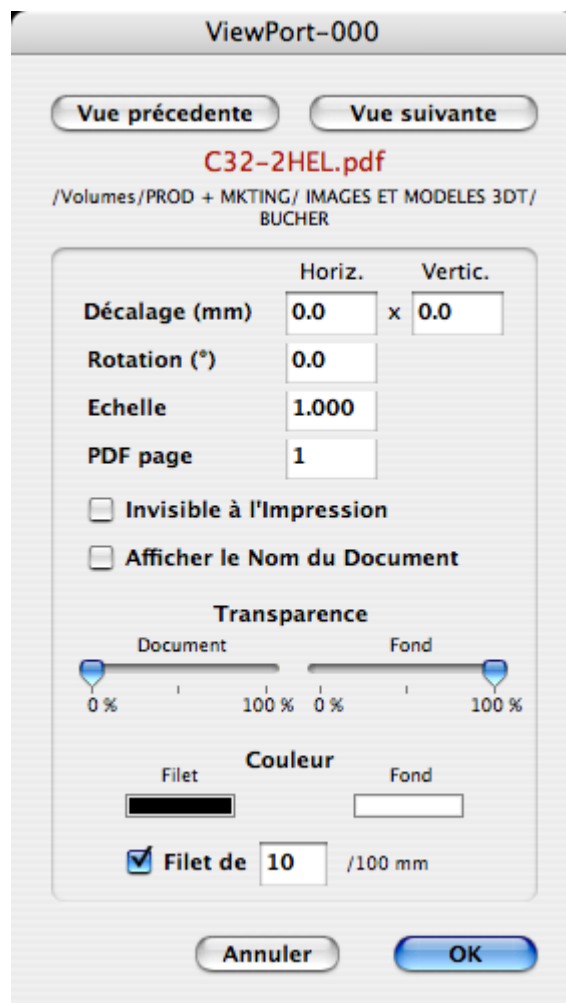 ViewPort-000
Vue précedente Vue suivante
C32-2HEL.pdf
/Volumes/PROD + MKTING/ IMAGES ET MODELES 3DT/
BUCHER
Horiz. Vertic.
Décalage (mm) 0.0 x 0.0
Rotation (°) 0.0
Echelle 1.000
PDF page 1
Invisible à l'Impression
Afficher le Nom du Document
Transparence
Document Fond
0 % 100 % 0 % 100 %
Couleur
Filet Fond
Filet de 10 /100 mm
Annuler OK